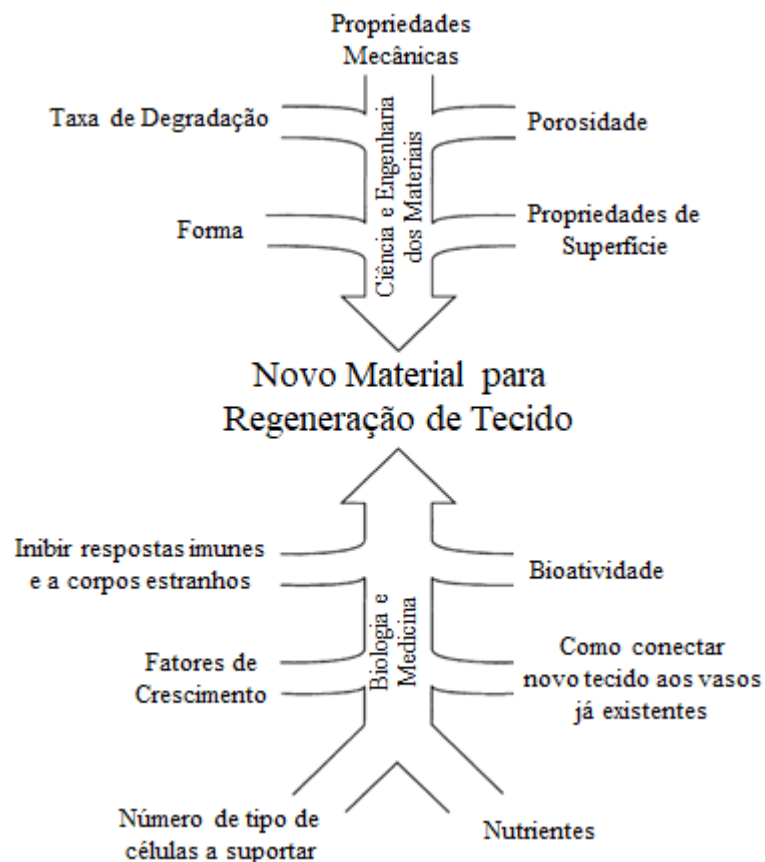 Propriedades
Mecânicas
Taxa de Degradação
Porosidade
Ciência e Engenharia
dos Materiais
Forma
Propriedades de
Superfície
Novo Material para
Regeneração de Tecido
Inibir respostas imunes
e a corpos estranhos
Bioatividade
Biologia e
Medicina
Fatores de
Crescimento
Como conectar
novo tecido aos vasos
já existentes
Número de tipo de
células a suportar
Nutrientes